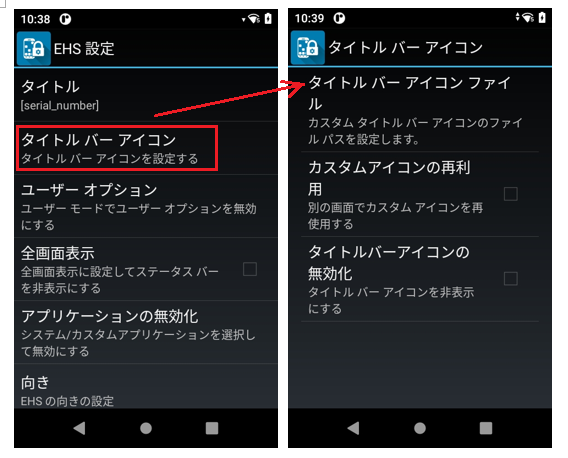 10:38
EHS 設定
タイトル
[serial_number]
タイトル バー アイコン
タイトル バー アイコンを設定する
ユーザー オプション
ユーザー モードでユーザー オプションを無効
にする
全画面表示
全画面表示に設定してステータス バー
を非表示にする
アプリケーションの無効化
システム/カスタムアプリケーションを選択し
て無効にする
向き
EHS の向きの設定
10:39
タイトル バー アイコン
タイトル バー アイコン ファイ
ル
カスタム タイトル バー アイコンのファイ
ル パスを設定します。
カスタムアイコンの再利
用
別の画面でカスタム アイコンを再
使用する
タイトルバーアイコンの
無効化
タイトル バー アイコンを非表示
にする